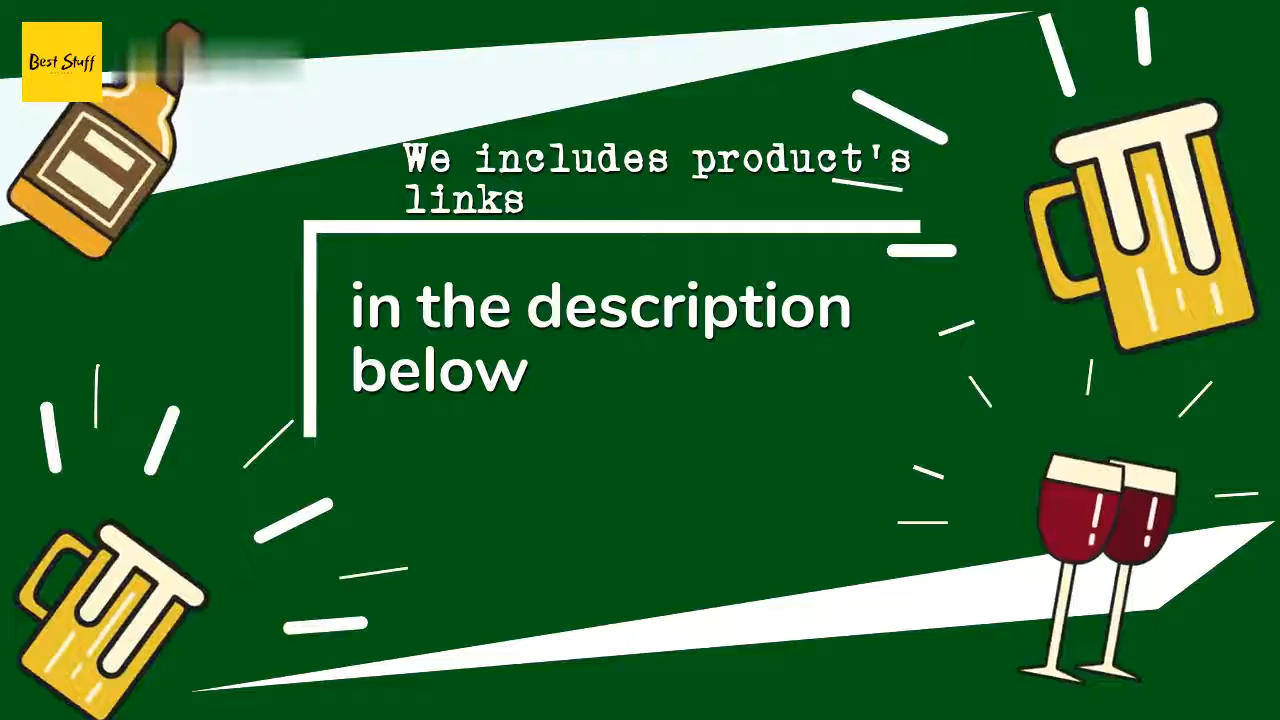 Best Stuff
We includes product's
links
in the description
below